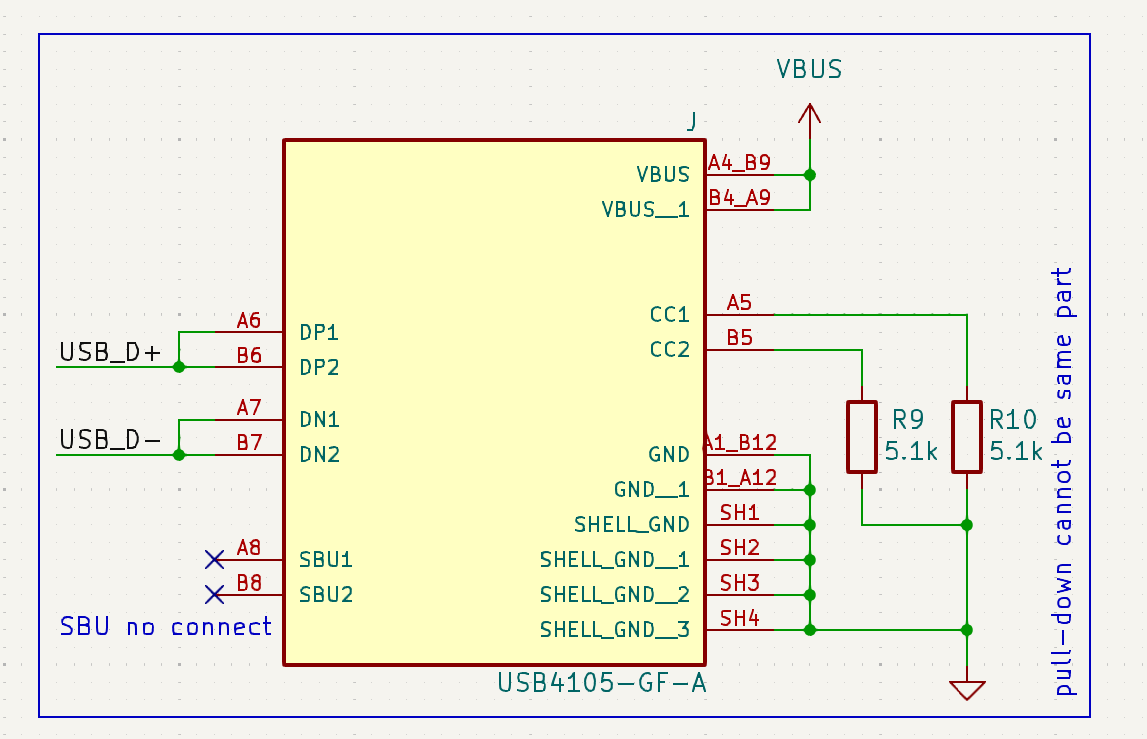 VBUS
J
A4_B9
VBUS
B4_A9
VBUS__1
A5
CC1
B5
CC2
A6
DP1
USB_D+
B6
DP2
A7
DN1
USB_D-
B7
DN2
R9
5.1k
R10
5.1k
A1_B12
GND
B1_A12
GND__1
SH1
SHELL_GND
A8
SBU1
SH2
SHELL_GND__1
B8
SBU2
SH3
SHELL_GND__2
SH4
SHELL_GND__3
SBU no connect
USB4105-GF-A
pull-down cannot be same part